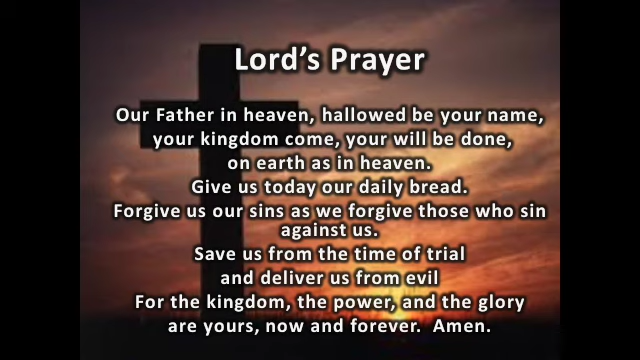 Lord's Prayer
Our Father in heaven, hallowed be your name,
your kingdom come, your will be done,
on earth as in heaven.
Give us today our daily bread.
Forgive us our sins as we forgive those who sin
against us.
Save us from the time of trial
and deliver us from evil
For the kingdom, the power, and the glory
are yours, now and forever.  Amen.